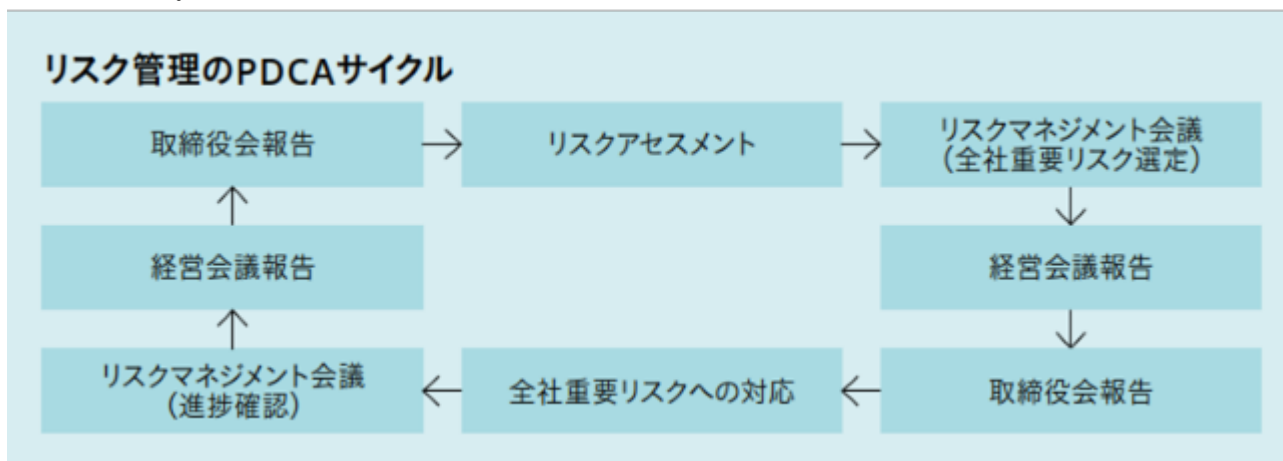 リスク管理のPDCAサイクル
取締役会報告
リスクアセスメント
リスクマネジメント会議
(全社重要リスク選定)
経営会議報告
経営会議報告
リスクマネジメント会議
(進捗確認)
全社重要リスクへの対応
取締役会報告